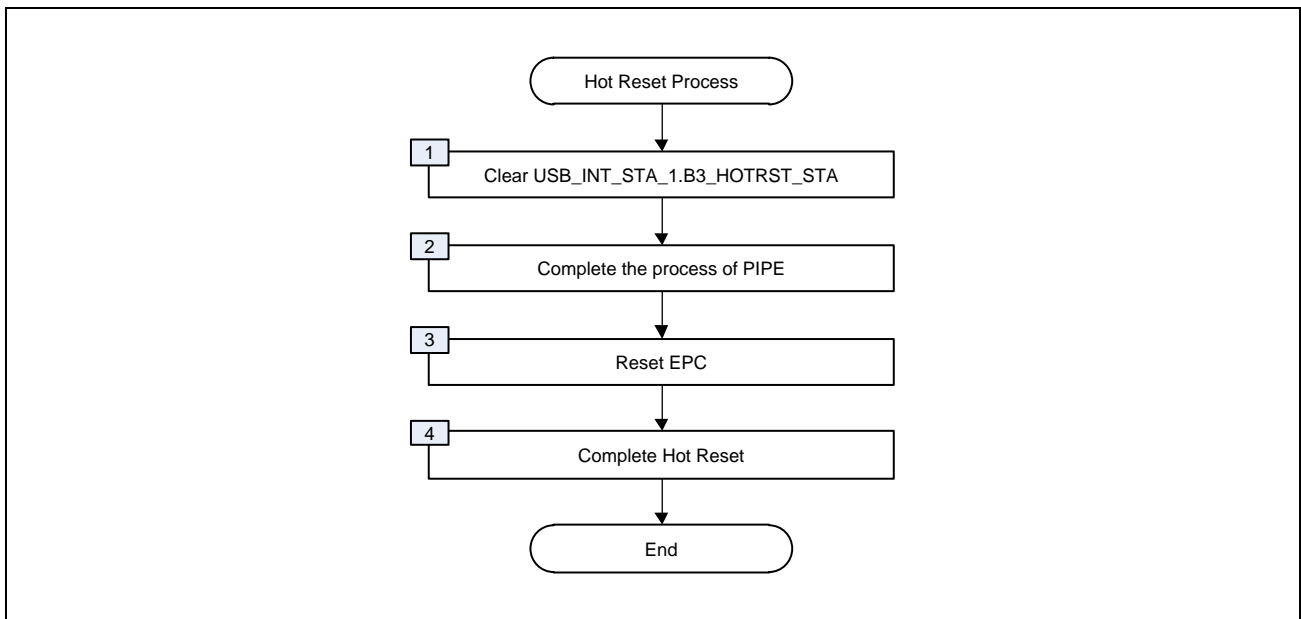 Hot Reset Process
1
Clear USB_INT_STA_1.B3_HOTRST_STA
2
Complete the process of PIPE
3
Reset EPC
4
Complete Hot Reset
End